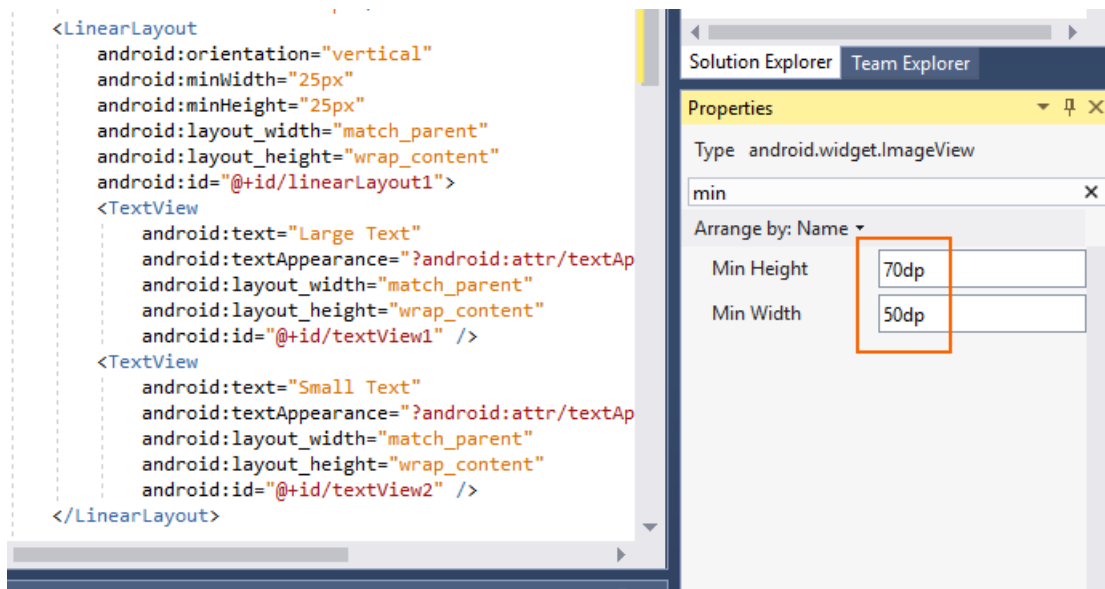 <LinearLayout
android:orientation="vertical"
android:minWidth="25px"
android:minHeight="25px"
android:layout_width="match_parent"
android:layout_height="wrap_content"
android:id="@+id/linearLayout1">
<TextView
android:text="Large Text"
android:textAppearance="?android:attr/textAp
android:layout_width="match_parent"
android:layout_height="wrap_content"
android:id="@+id/textView1" />
<TextView
android:text="Small Text"
android:textAppearance="?android:attr/textAp
android:layout_width="match_parent"
android:layout_height="wrap_content"
android:id="@+id/textView2" />
</LinearLayout>
Solution Explorer Team Explorer
Properties
Type android.widget.ImageView
min
Arrange by: Name
Min Height 70dp
Min Width 50dp